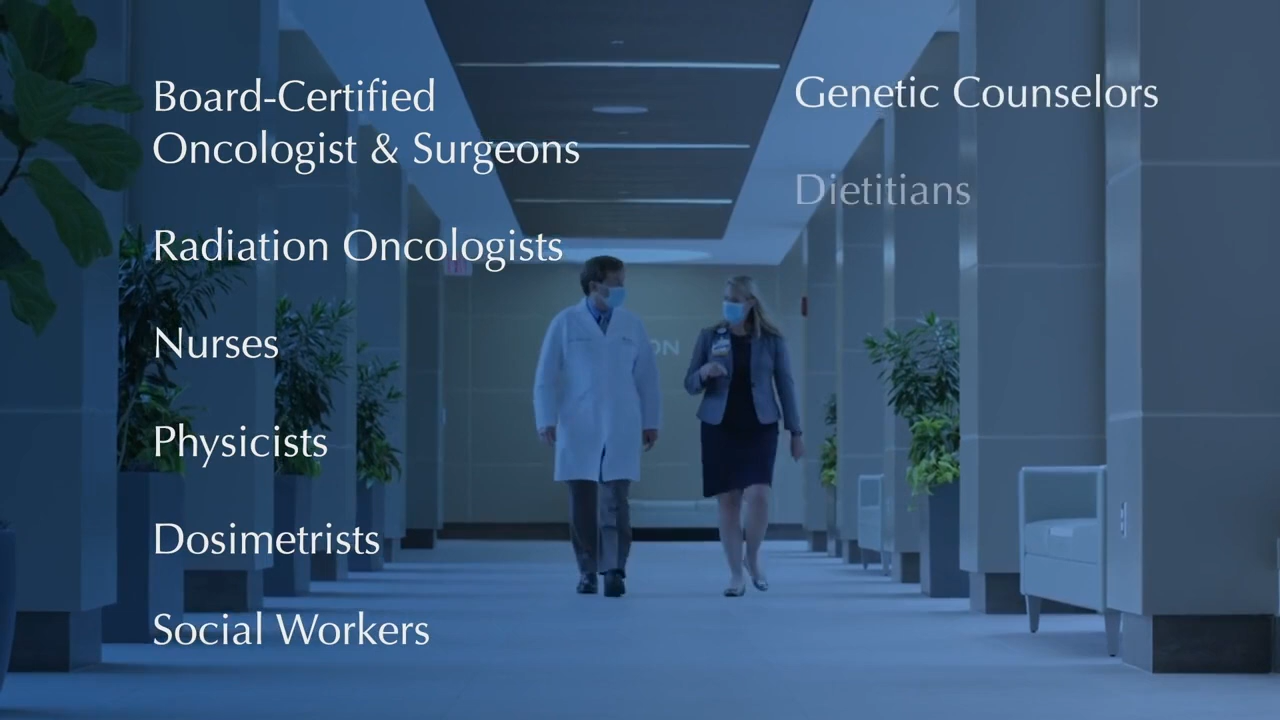 Board-Certified
Oncologist & Surgeons
Radiation Oncologists
Nurses
Physicists
Dosimetrists
Social Workers
Genetic Counselors
Dietitians